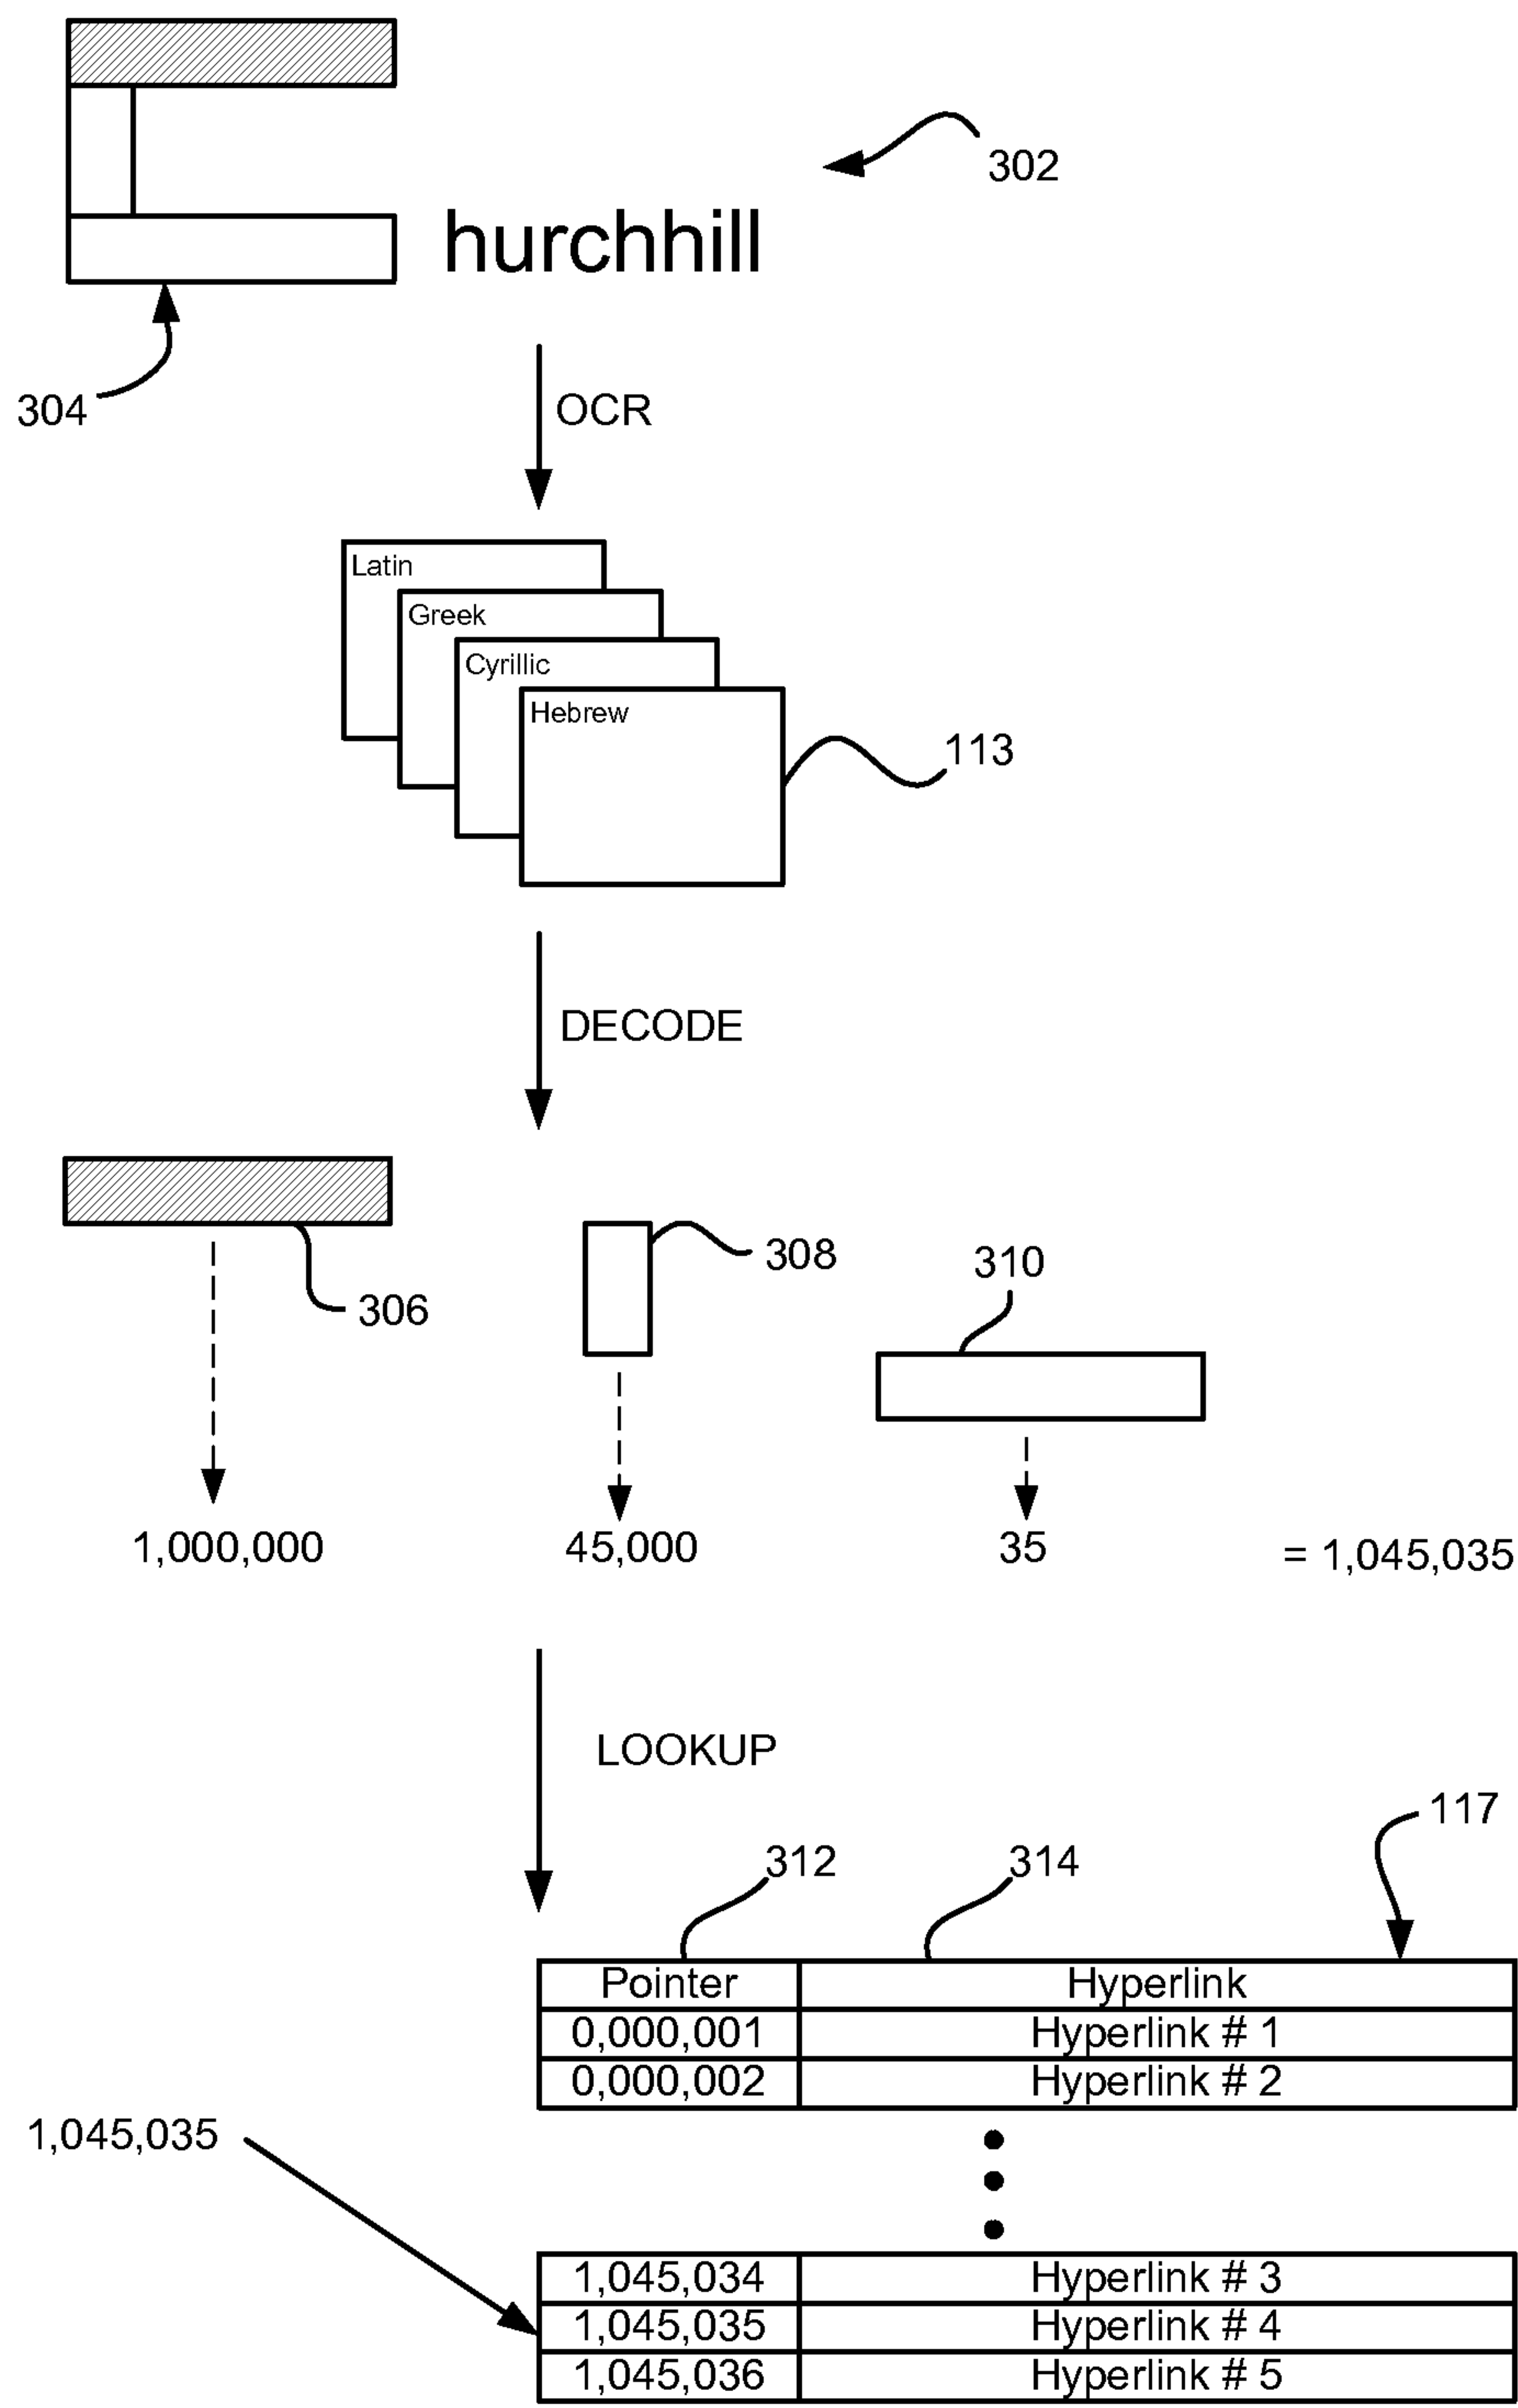 302
hurchhill
304
OCR
Latin
Greek
Cyrillic
Hebrew
113
DECODE
308
310
306
1,000,000 45,000 35 = 1,045,035
LOOKUP
117
312 314
Pointer Hyperlink
0,000,001 Hyperlink # 1
0,000,002 Hyperlink # 2
1,045,035
1,045,034 Hyperlink # 3
1,045,035 Hyperlink # 4
1,045,036 Hyperlink # 5